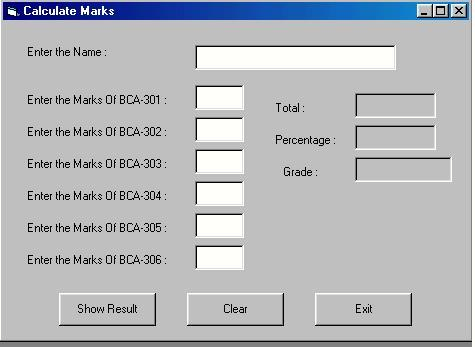 Calculate Marks
Enter the Name :
Enter the Marks Of BCA-301 :
Total :
Enter the Marks Of BCA-302 :
Percentage :
Enter the Marks Of BCA-303 :
Grade :
Enter the Marks Of BCA-304 :
Enter the Marks Of BCA-305 :
Enter the Marks Of BCA-306 :
Show Result
Clear
Exit